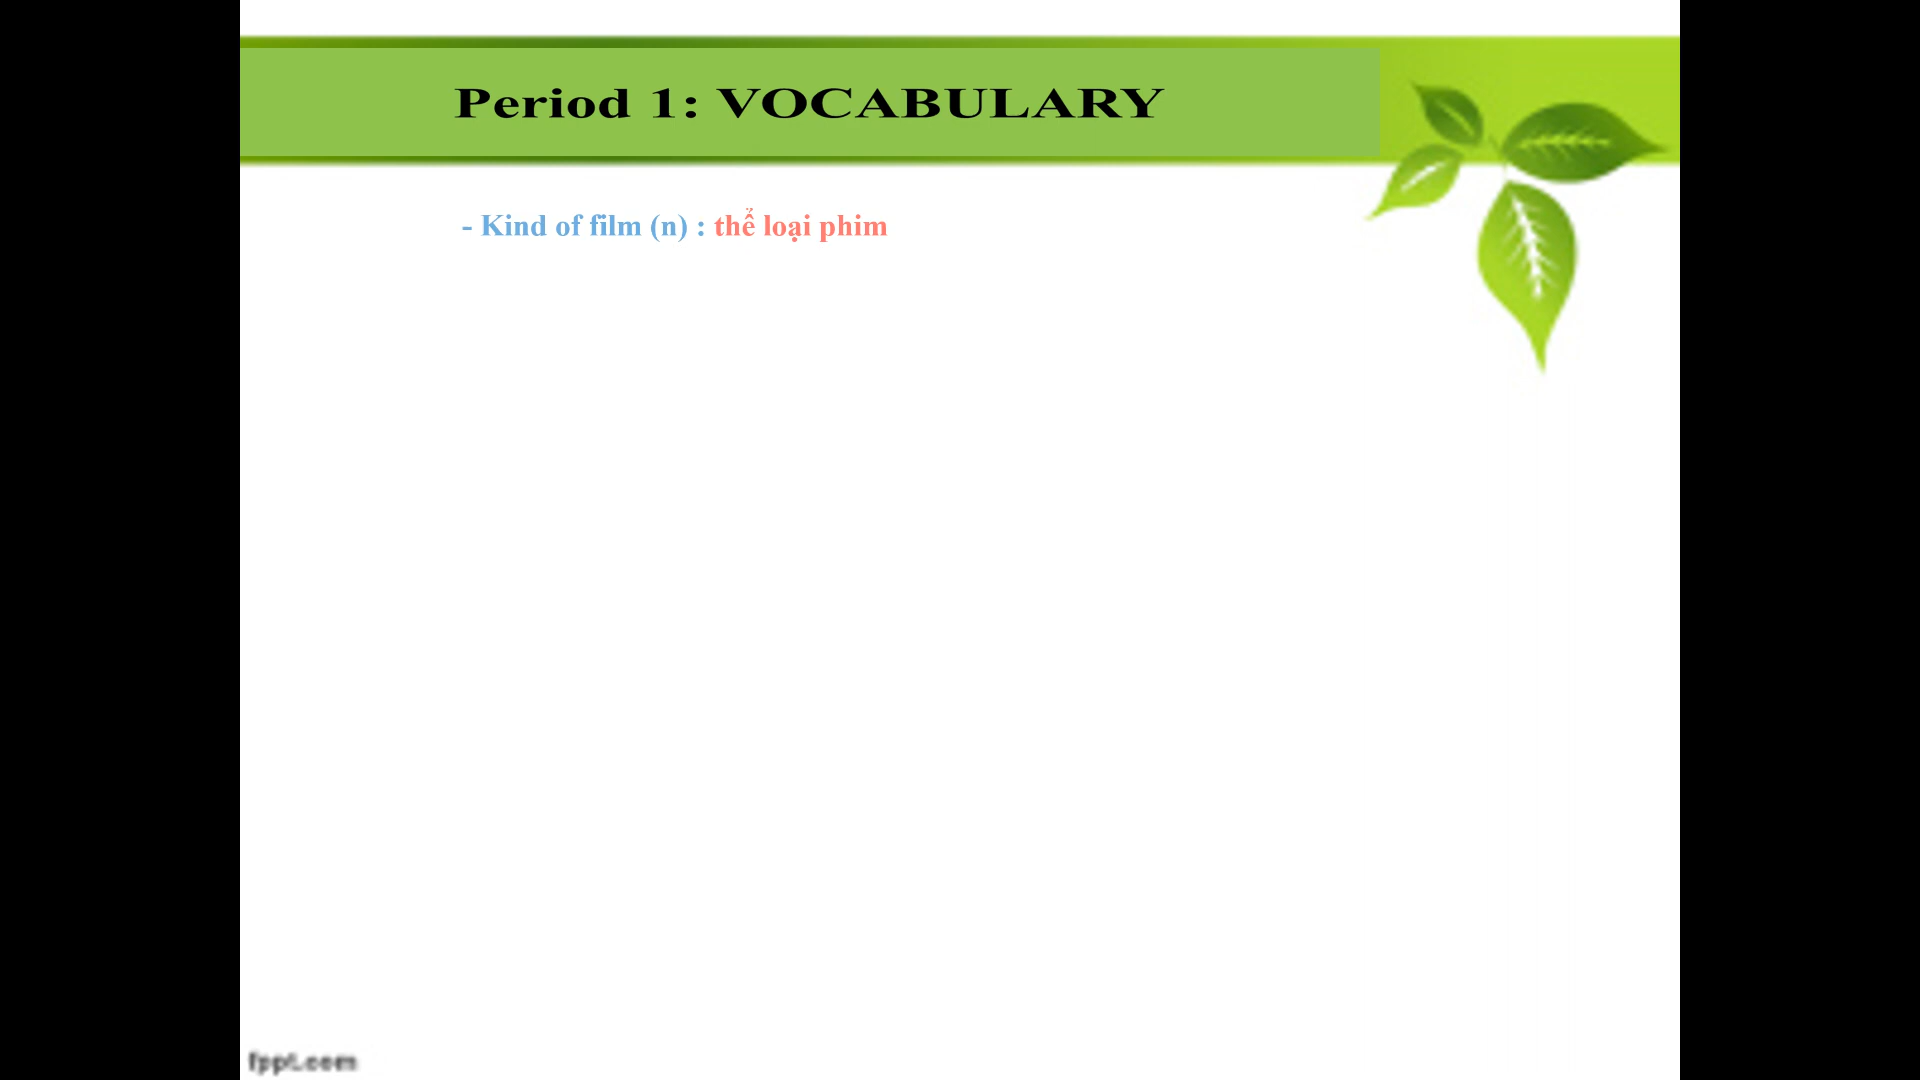 Period 1: VOCABULARY
- Kind of film (n) : thể loại phim
fppt.com